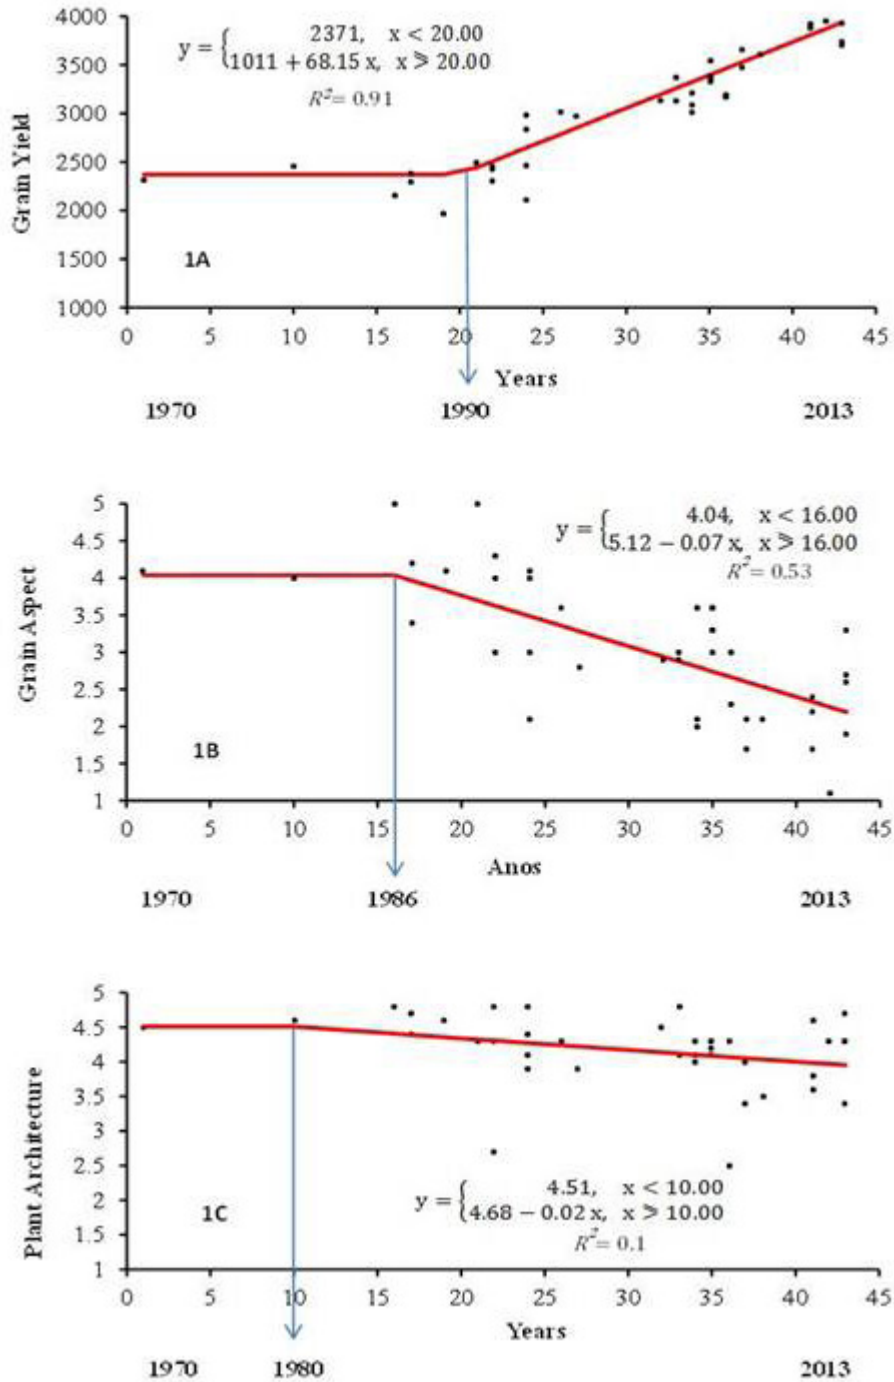 4000
3500
3000
2500
2000
1500
1000
Grain Yield
y = { 2371, x < 20.00
1011 + 68.15 x, x ⩾ 20.00
R²= 0.91
1A
0 5 10 15 20 25 30 35 40 45
Years
1970 1990 2013
5
4.5
4
3.5
3
2.5
2
1.5
1
Grain Aspect
y = { 4.04, x < 16.00
5.12 − 0.07 x, x ⩾ 16.00
R²= 0.53
1B
0 5 10 15 20 25 30 35 40 45
Anos
1970 1986 2013
5
4.5
4
3.5
3
2.5
2
1.5
1
Plant Architecture
y = { 4.51, x < 10.00
4.68 − 0.02 x, x ⩾ 10.00
R²= 0.1
1C
0 5 10 15 20 25 30 35 40 45
Years
1970 1980 2013